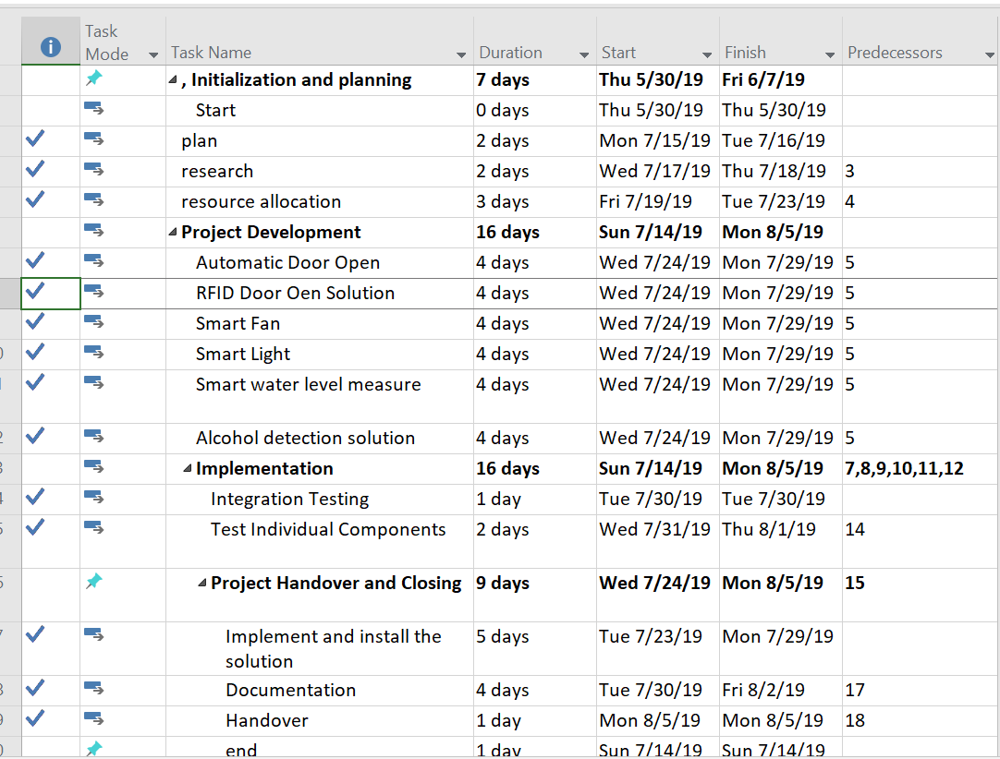 Task Mode Task Name Duration Start Finish Predecessors
, Initialization and planning 7 days Thu 5/30/19 Fri 6/7/19
Start 0 days Thu 5/30/19 Thu 5/30/19
plan 2 days Mon 7/15/19 Tue 7/16/19
research 2 days Wed 7/17/19 Thu 7/18/19 3
resource allocation 3 days Fri 7/19/19 Tue 7/23/19 4
Project Development 16 days Sun 7/14/19 Mon 8/5/19
Automatic Door Open 4 days Wed 7/24/19 Mon 7/29/19 5
RFID Door Oen Solution 4 days Wed 7/24/19 Mon 7/29/19 5
Smart Fan 4 days Wed 7/24/19 Mon 7/29/19 5
Smart Light 4 days Wed 7/24/19 Mon 7/29/19 5
Smart water level measure 4 days Wed 7/24/19 Mon 7/29/19 5
Alcohol detection solution 4 days Wed 7/24/19 Mon 7/29/19 5
Implementation 16 days Sun 7/14/19 Mon 8/5/19 7,8,9,10,11,12
Integration Testing 1 day Tue 7/30/19 Tue 7/30/19
Test Individual Components 2 days Wed 7/31/19 Thu 8/1/19 14
Project Handover and Closing 9 days Wed 7/24/19 Mon 8/5/19 15
Implement and install the 5 days Tue 7/23/19 Mon 7/29/19
solution
Documentation 4 days Tue 7/30/19 Fri 8/2/19 17
Handover 1 day Mon 8/5/19 Mon 8/5/19 18
end 1 day Sun 7/14/19 Sun 7/14/19